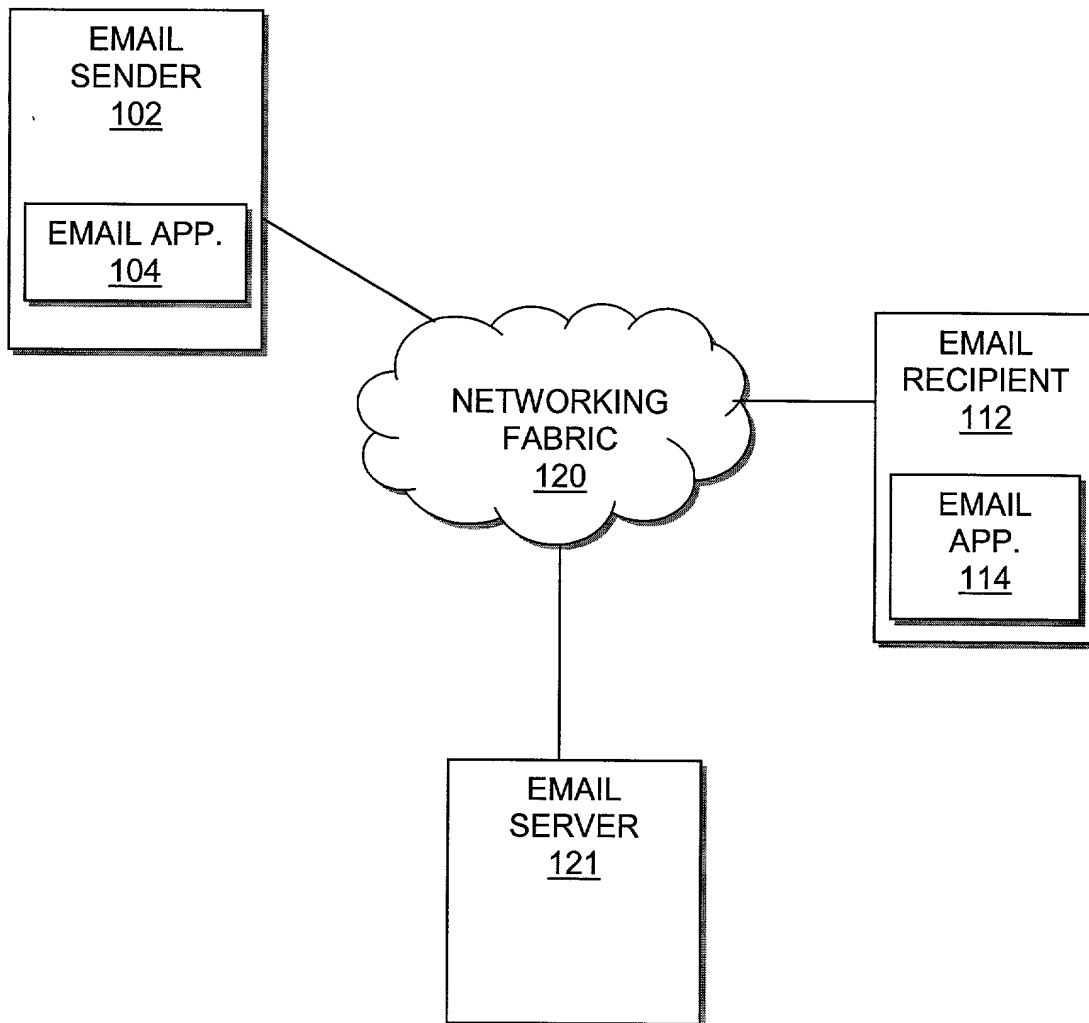 EMAIL
SENDER
102
EMAIL APP.
104
NETWORKING
FABRIC
120
EMAIL
RECIPIENT
112
EMAIL
APP.
114
EMAIL
SERVER
121